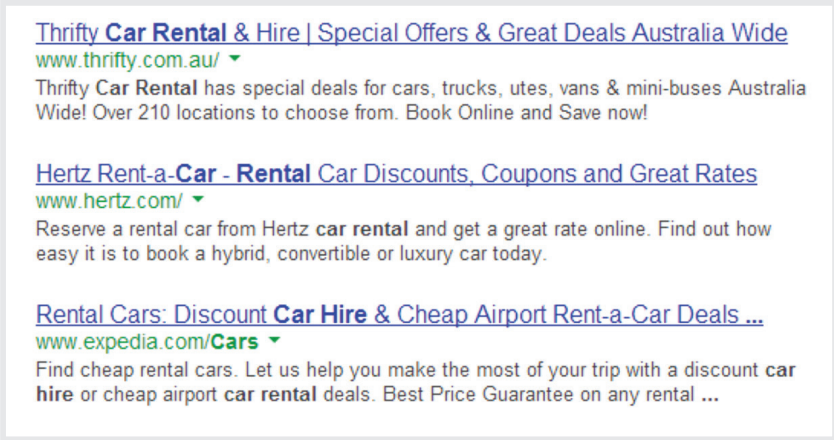 Thrifty Car Rental & Hire | Special Offers & Great Deals Australia Wide
www.thrifty.com.au/
Thrifty Car Rental has special deals for cars, trucks, utes, vans & mini-buses Australia
Wide! Over 210 locations to choose from. Book Online and Save now!
Hertz Rent-a-Car - Rental Car Discounts, Coupons and Great Rates
www.hertz.com/
Reserve a rental car from Hertz car rental and get a great rate online. Find out how
easy it is to book a hybrid, convertible or luxury car today.
Rental Cars: Discount Car Hire & Cheap Airport Rent-a-Car Deals ...
www.expedia.com/Cars
Find cheap rental cars. Let us help you make the most of your trip with a discount car
hire or cheap airport car rental deals. Best Price Guarantee on any rental ...